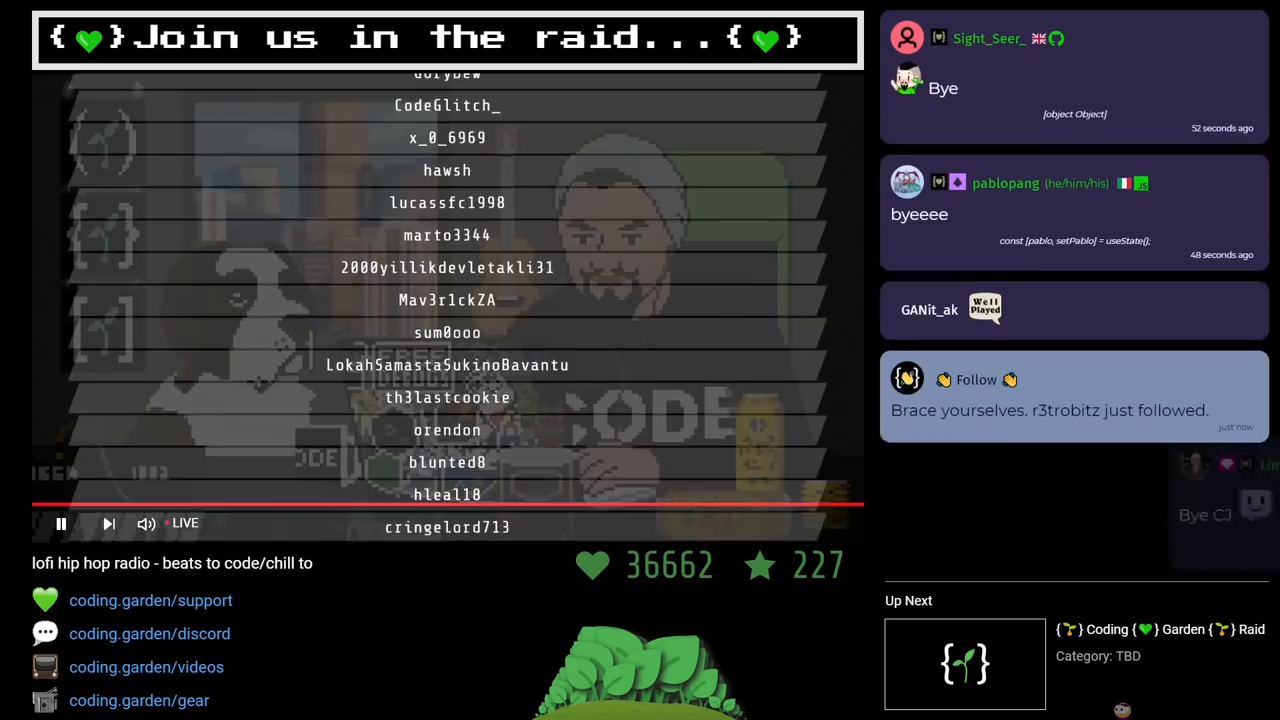 {💚}Join us in the raid...{💚}
CodeGlitch_
x_0_6969
hawsh
lucassfc1998
marto3344
2000yillikdevletakli31
Mav3r1ckZA
sum0ooo
LokahSamastaSukinoBavantu
th3lastcookie
orendon
blunted8
hleal18
cringelord713
CODE
LIVE
lofi hip hop radio - beats to code/chill to
36662
227
coding.garden/support
coding.garden/discord
coding.garden/videos
coding.garden/gear
Sight_Seer_
Bye
[object Object]
52 seconds ago
pablopang (he/him/his)
JS
byeeee
const [pablo, setPablo] = useState();
48 seconds ago
GANit_ak
Well
Played
👋 Follow 👋
Brace yourselves. r3trobitz just followed.
just now
Bye CJ
Up Next
{🌱} Coding {💚} Garden {🌱} Raid
Category: TBD